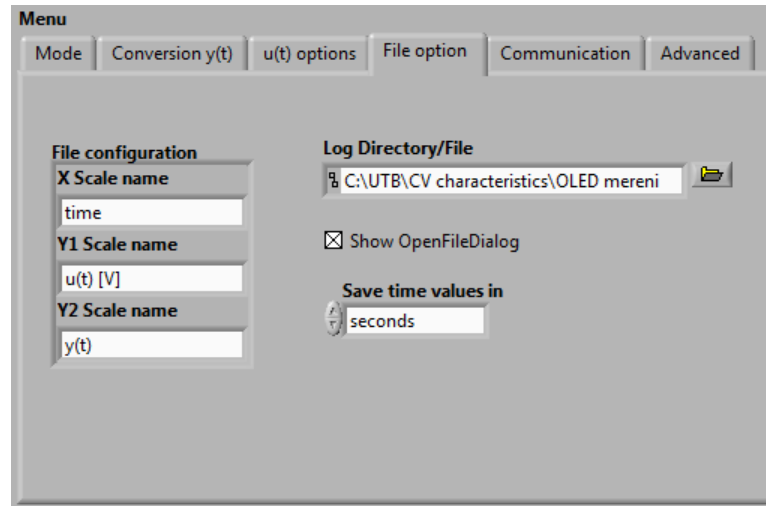 Menu
Mode Conversion y(t) u(t) options File option Communication Advanced
File configuration
X Scale name
time
Y1 Scale name
u(t) [V]
Y2 Scale name
y(t)
Log Directory/File
C:\UTB\CV characteristics\OLED mereni
Show OpenFileDialog
Save time values in
seconds